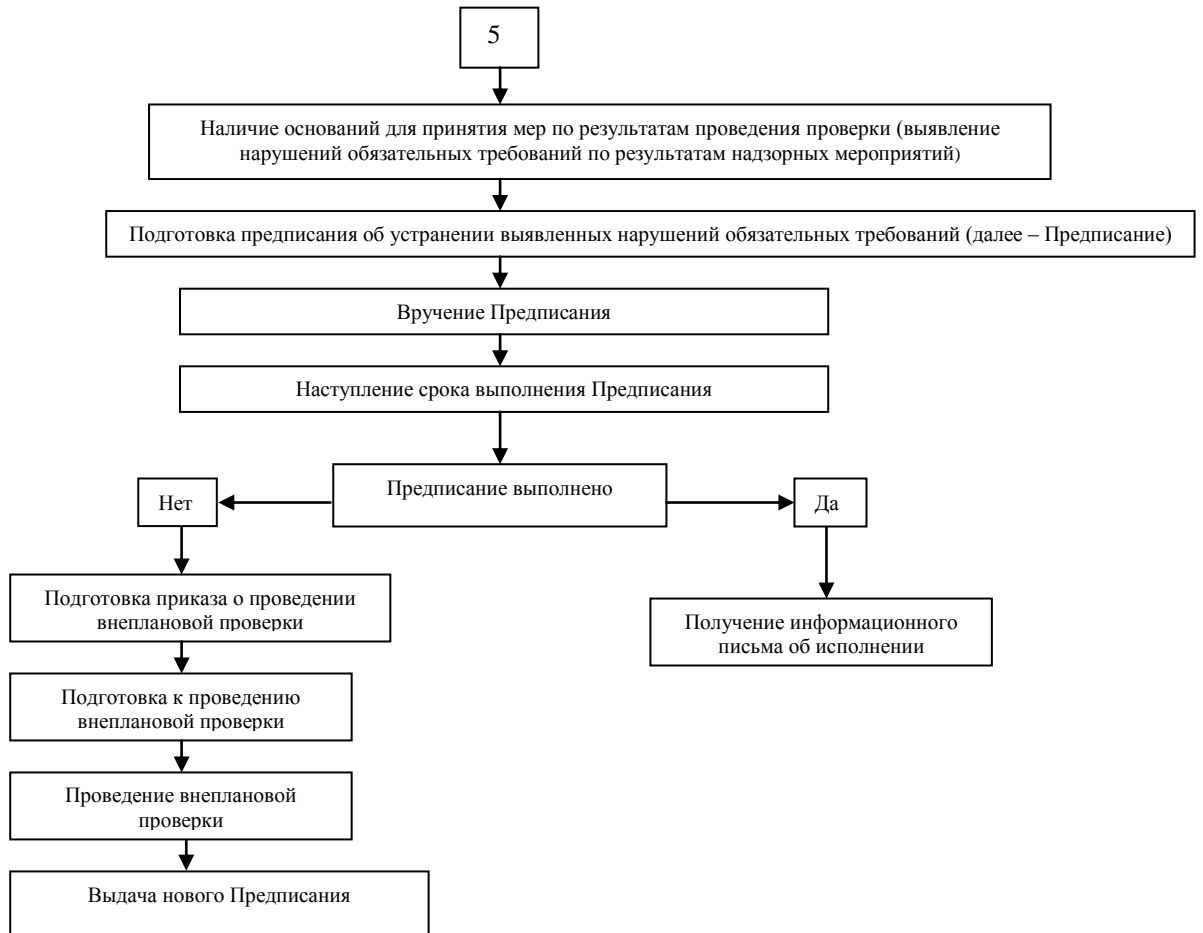 5
Наличие оснований для принятия мер по результатам проведения проверки (выявление
нарушений обязательных требований по результатам надзорных мероприятий)
Подготовка предписания об устранении выявленных нарушений обязательных требований (далее – Предписание)
Вручение Предписания
Наступление срока выполнения Предписания
Предписание выполнено
Нет
Да
Подготовка приказа о проведении
внеплановой проверки
Получение информационного
письма об исполнении
Подготовка к проведению
внеплановой проверки
Проведение внеплановой
проверки
Выдача нового Предписания